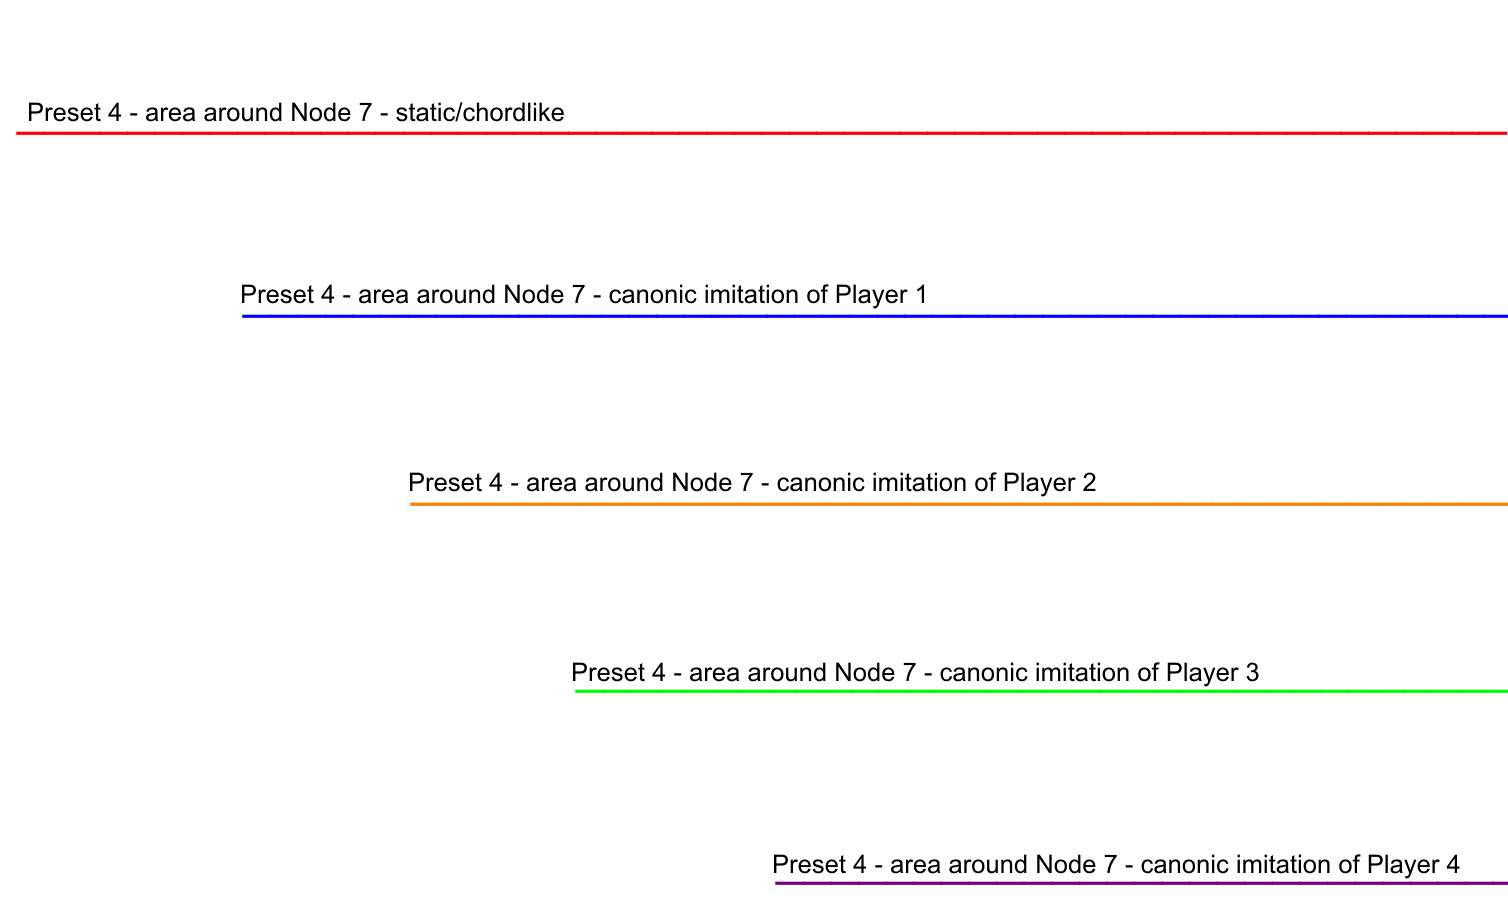 Preset 4 - area around Node 7 - static/chordlike
Preset 4 - area around Node 7 - canonic imitation of Player 1
Preset 4 - area around Node 7 - canonic imitation of Player 2
Preset 4 - area around Node 7 - canonic imitation of Player 3
Preset 4 - area around Node 7 - canonic imitation of Player 4